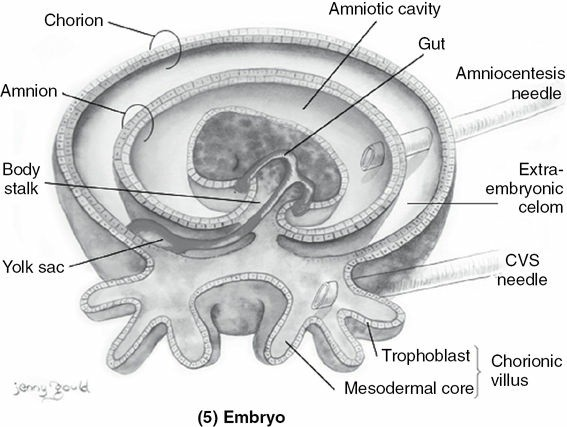 Chorion
Amniotic cavity
Gut
Amnion
Amniocentesis
needle
Body
stalk
Extra-
embryonic
celom
Yolk sac
CVS
needle
Trophoblast
Mesodermal core
Chorionic
villus
jenny gould
(5) Embryo